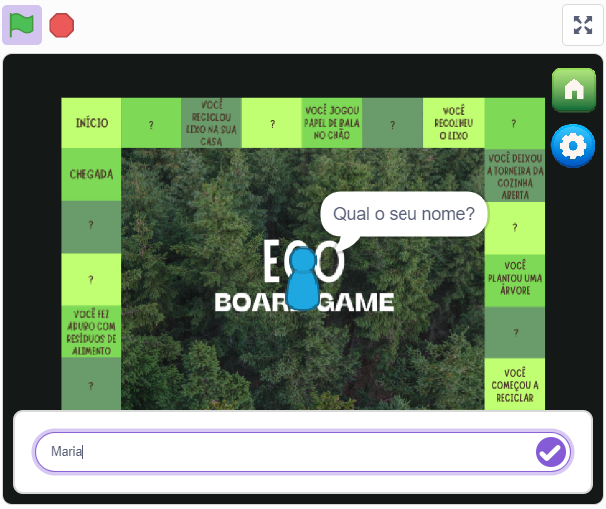 INÍCIO
?
VOCÊ
RECICLOU
LIXO NA SUA
CASA
?
VOCÊ JOGOU
PAPEL DE BALA
NO CHÃO
?
VOCÊ
RECOLHEU
O LIXO
?
CHEGADA
VOCÊ DEIXOU
A TORNEIRA DA
COZINHA
ABERTA
?
Qual o seu nome?
?
ECO
BOARD GAME
?
VOCÊ
PLANTOU UMA
ÁRVORE
VOCÊ FEZ
ADUBO COM
RESÍDUOS DE
ALIMENTO
?
?
VOCÊ
COMEÇOU A
RECICLAR
Maria